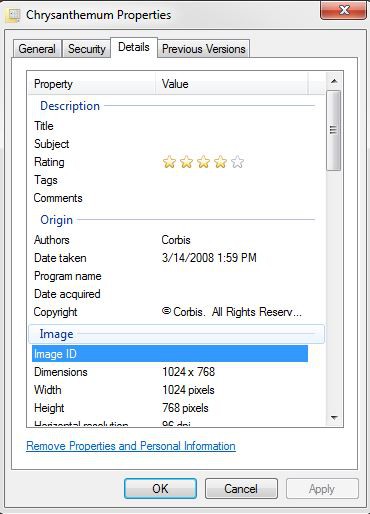 Chrysanthemum Properties
General Security Details Previous Versions
Property Value
Description
Title
Subject
Rating
Tags
Comments
Origin
Authors Corbis
Date taken 3/14/2008 1:59 PM
Program name
Date acquired
Copyright © Corbis. All Rights Reserv...
Image
Image ID
Dimensions 1024 x 768
Width 1024 pixels
Height 768 pixels
Horizontal resolution 96 dpi
Remove Properties and Personal Information
OK Cancel Apply